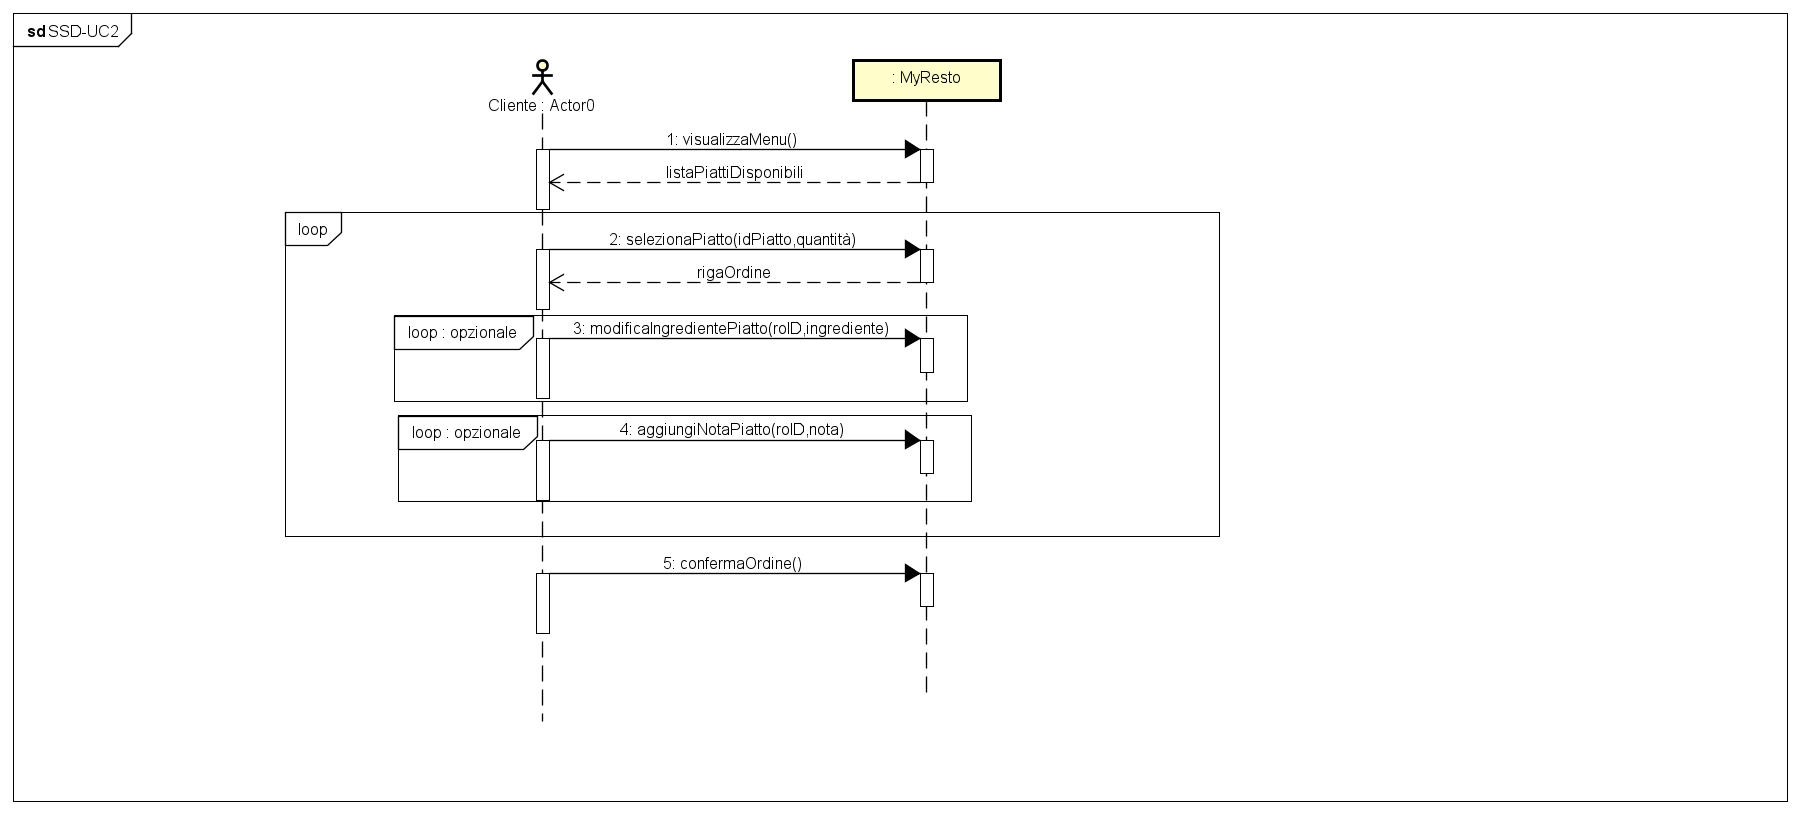 sd SSD-UC2
Cliente : Actor0
: MyResto
1: visualizzaMenu()
listaPiattiDisponibili
loop
2: selezionaPiatto(idPiatto,quantità)
rigaOrdine
loop : opzionale
3: modificaIngredientePiatto(roID,ingrediente)
loop : opzionale
4: aggiungiNotaPiatto(roID,nota)
5: confermaOrdine()